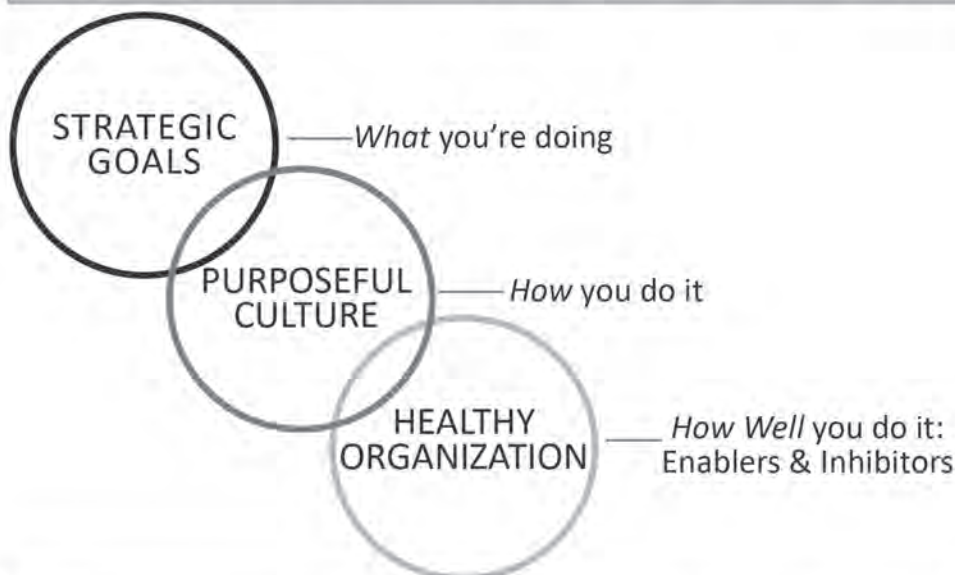 STRATEGIC
GOALS
What you're doing
PURPOSEFUL
CULTURE
How you do it
HEALTHY
ORGANIZATION
How Well you do it:
Enablers & Inhibitors